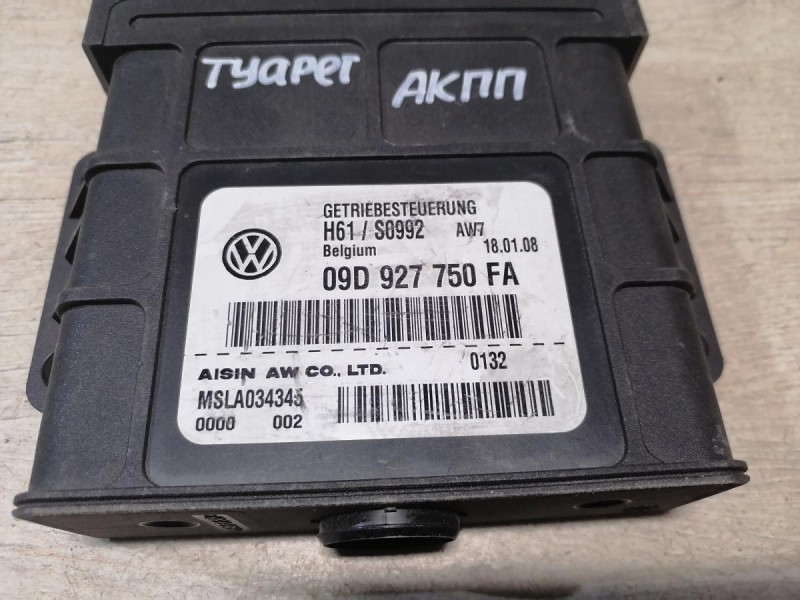 Туарег АКПП
GETRIEBESTEUERUNG
H61 / S0992 AW7
Belgium 18.01.08
09D 927 750 FA
AISIN AW CO., LTD. 0132
MSLA034345
0000 002